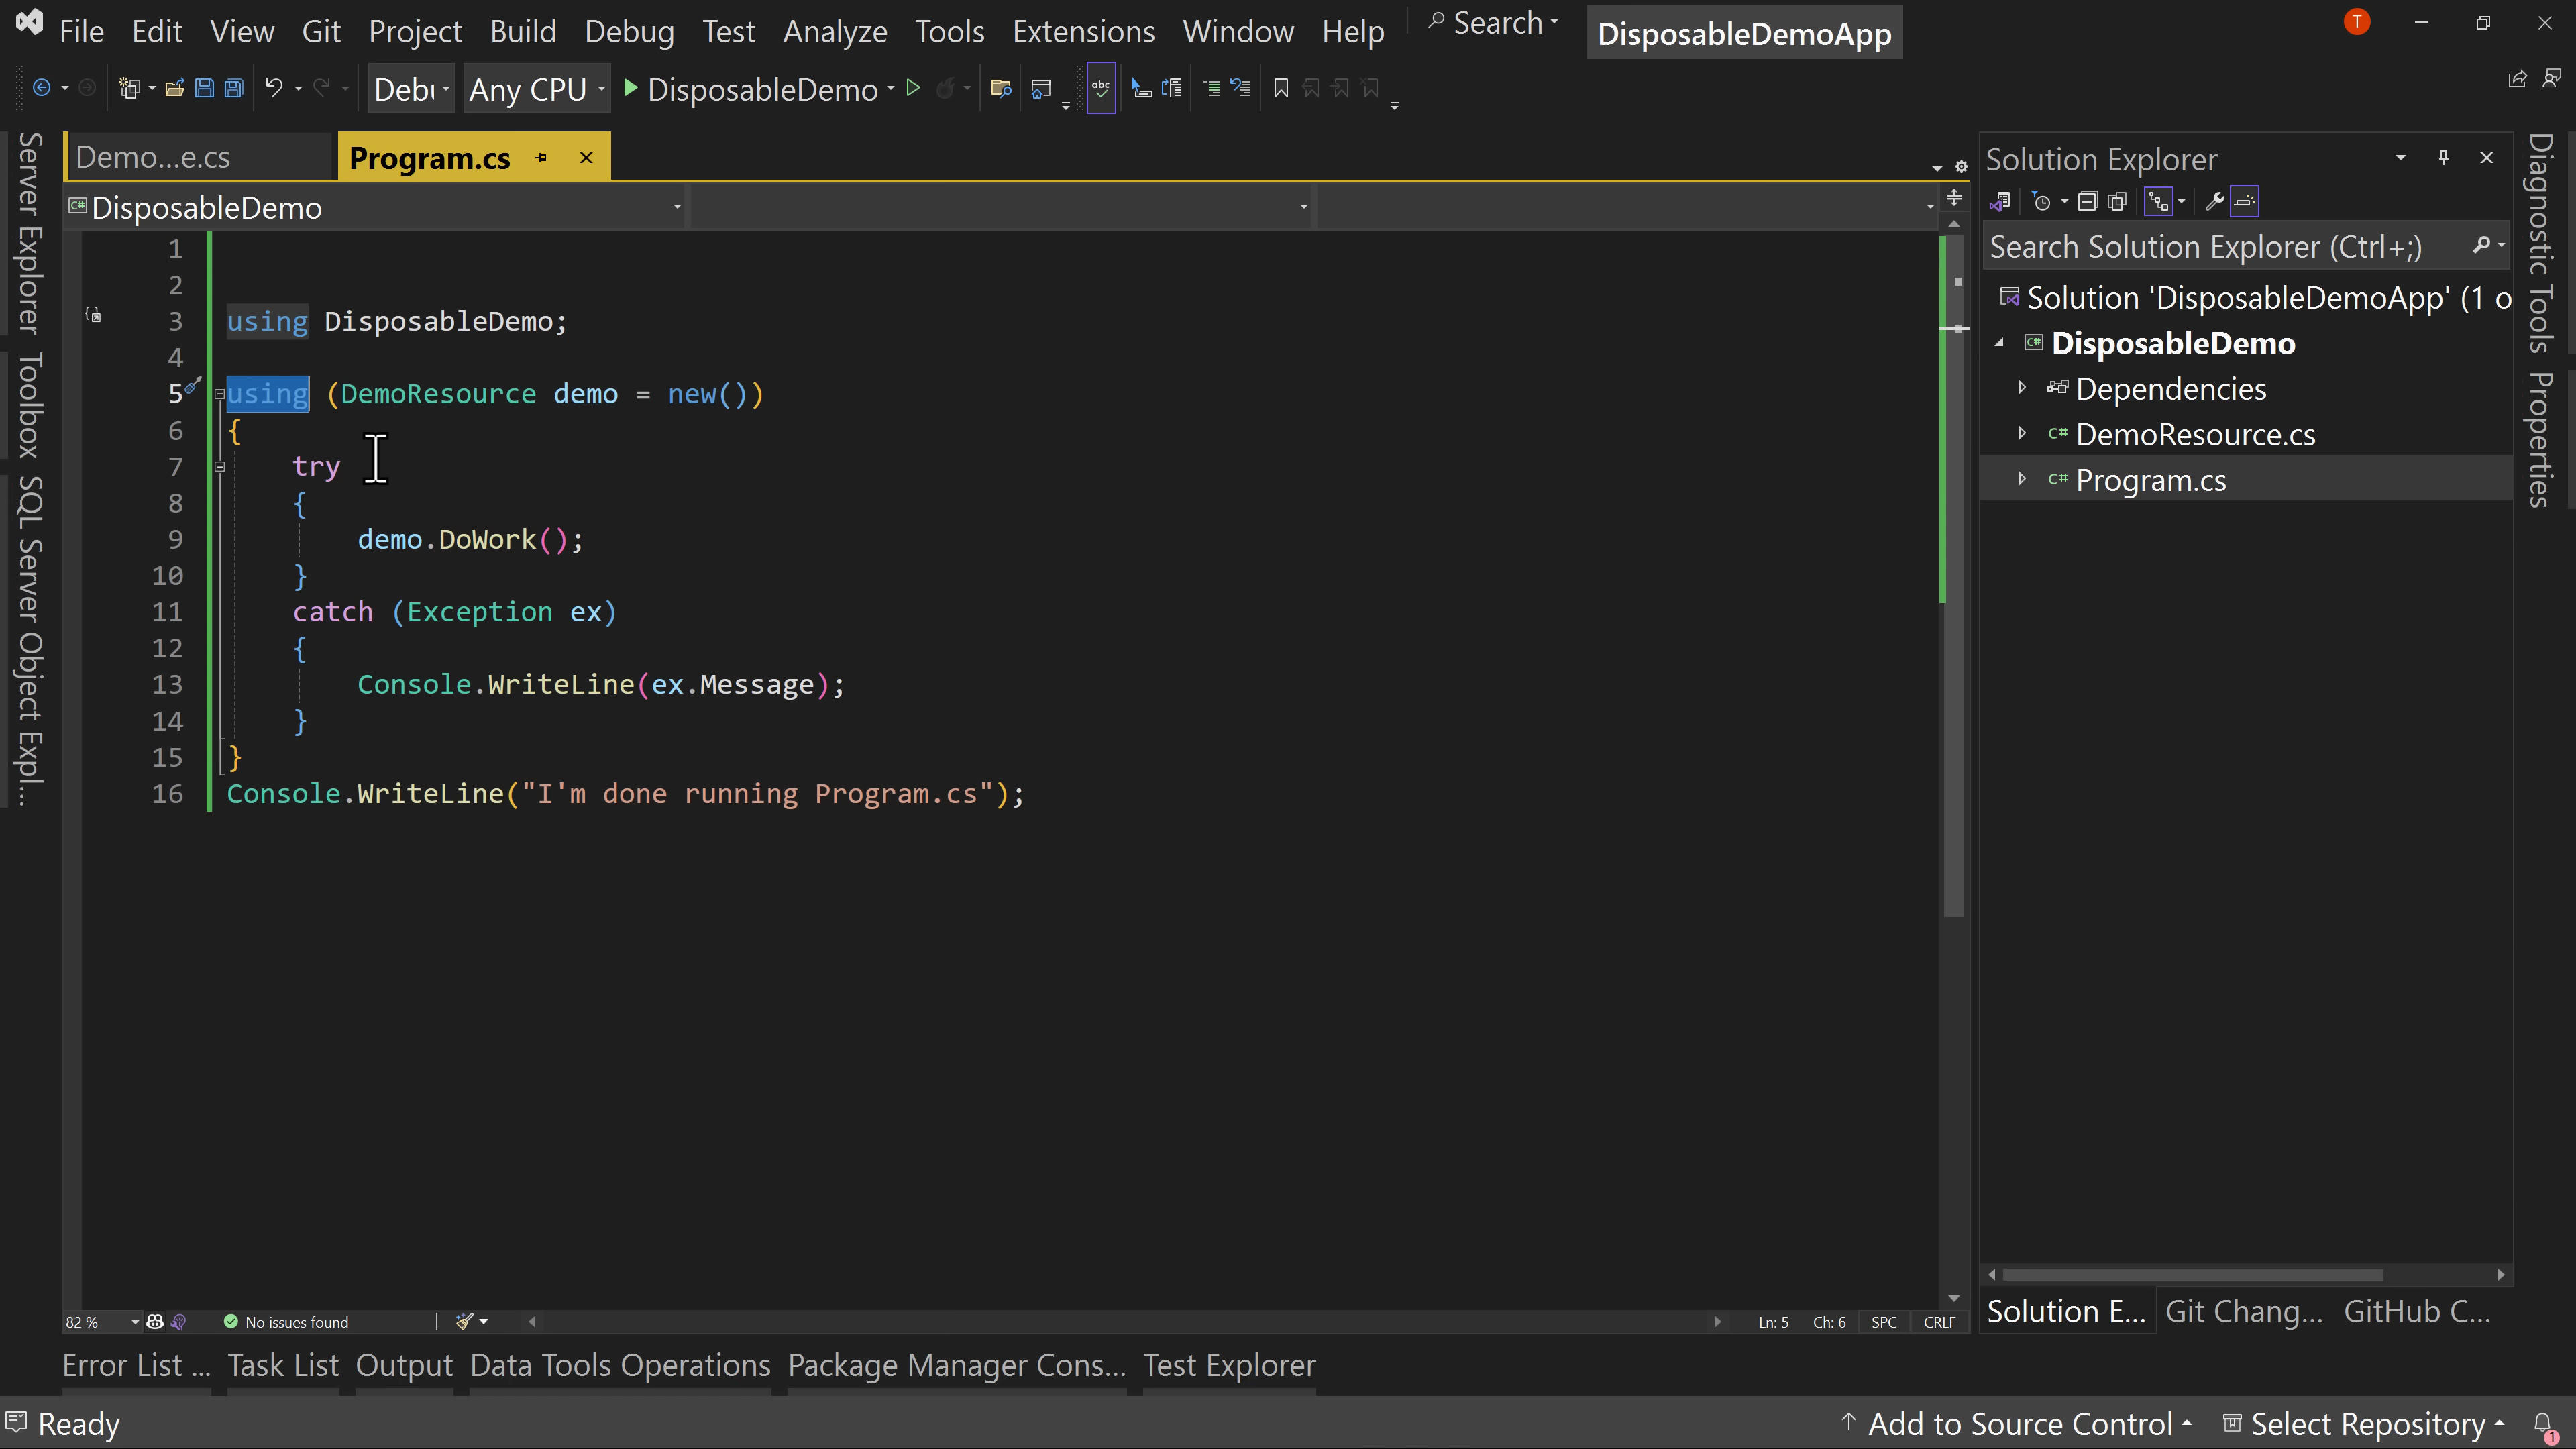 File Edit View Git Project Build Debug Test Analyze Tools Extensions Window Help Search DisposableDemoApp T
Any CPU DisposableDemo abc
Demo...e.cs Program.cs
DisposableDemo
1
2
3 using DisposableDemo;
4
5 using (DemoResource demo = new())
6 {
7 try
8 {
9 demo.DoWork();
10 }
11 catch (Exception ex)
12 {
13 Console.WriteLine(ex.Message);
14 }
15 }
16 Console.WriteLine("I'm done running Program.cs");
Server Explorer
Toolbox
SQL Server Object Expl...
Solution Explorer
Search Solution Explorer (Ctrl+;)
Solution 'DisposableDemoApp' (1 o
C# DisposableDemo
Dependencies
C# DemoResource.cs
C# Program.cs
Diagnostic Tools
Properties
82 % No issues found Ln: 5 Ch: 6 SPC CRLF
Solution E... Git Chang... GitHub C...
Error List ... Task List Output Data Tools Operations Package Manager Cons... Test Explorer
Ready Add to Source Control Select Repository 1